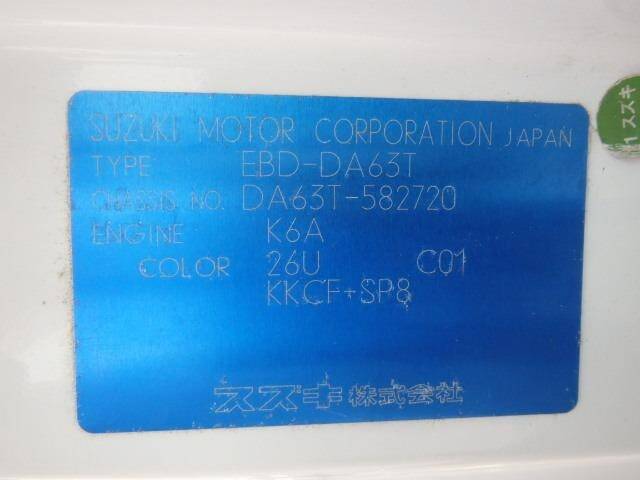 SUZUKI MOTOR CORPORATION JAPAN
TYPE EBD-DA63T
CHASSIS NO. DA63T-582720
ENGINE K6A
COLOR 26U C01
KKCF+SP8
スズキ株式会社
1 スズキ